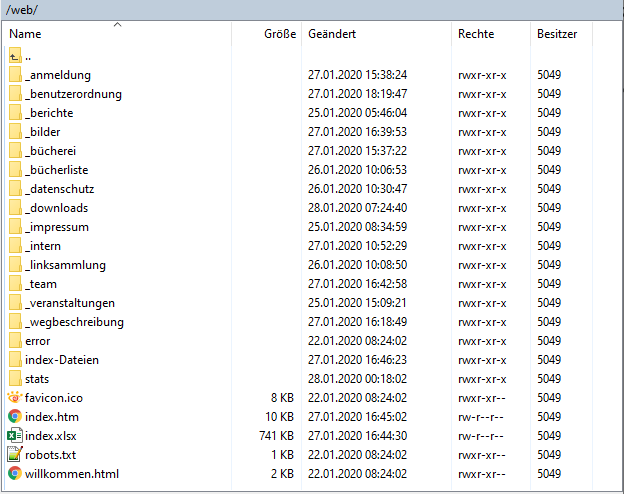 /web/
Name Größe Geändert Rechte Besitzer
..
_anmeldung 27.01.2020 15:38:24 rwxr-xr-x 5049
_benutzerordnung 27.01.2020 18:19:47 rwxr-xr-x 5049
_berichte 25.01.2020 05:46:04 rwxr-xr-x 5049
_bilder 27.01.2020 16:39:53 rwxr-xr-x 5049
_bücherei 27.01.2020 15:37:22 rwxr-xr-x 5049
_bücherliste 26.01.2020 10:06:53 rwxr-xr-x 5049
_datenschutz 26.01.2020 10:30:47 rwxr-xr-x 5049
_downloads 28.01.2020 07:24:40 rwxr-xr-x 5049
_impressum 25.01.2020 08:34:59 rwxr-xr-x 5049
_intern 27.01.2020 10:52:29 rwxr-xr-x 5049
_linksammlung 26.01.2020 10:08:50 rwxr-xr-x 5049
_team 27.01.2020 16:42:58 rwxr-xr-x 5049
_veranstaltungen 25.01.2020 15:09:21 rwxr-xr-x 5049
_wegbeschreibung 27.01.2020 16:18:49 rwxr-xr-x 5049
error 22.01.2020 08:24:02 rwxr-xr-x 5049
index-Dateien 27.01.2020 16:46:23 rwxr-xr-x 5049
stats 28.01.2020 00:18:02 rwxr-xr-x 5049
favicon.ico 8 KB 22.01.2020 08:24:02 rwxr-xr-- 5049
index.htm 10 KB 27.01.2020 16:45:02 rw-r--r-- 5049
index.xlsx 741 KB 27.01.2020 16:44:30 rw-r--r-- 5049
robots.txt 1 KB 22.01.2020 08:24:02 rwxr-xr-- 5049
willkommen.html 2 KB 22.01.2020 08:24:02 rwxr-xr-- 5049